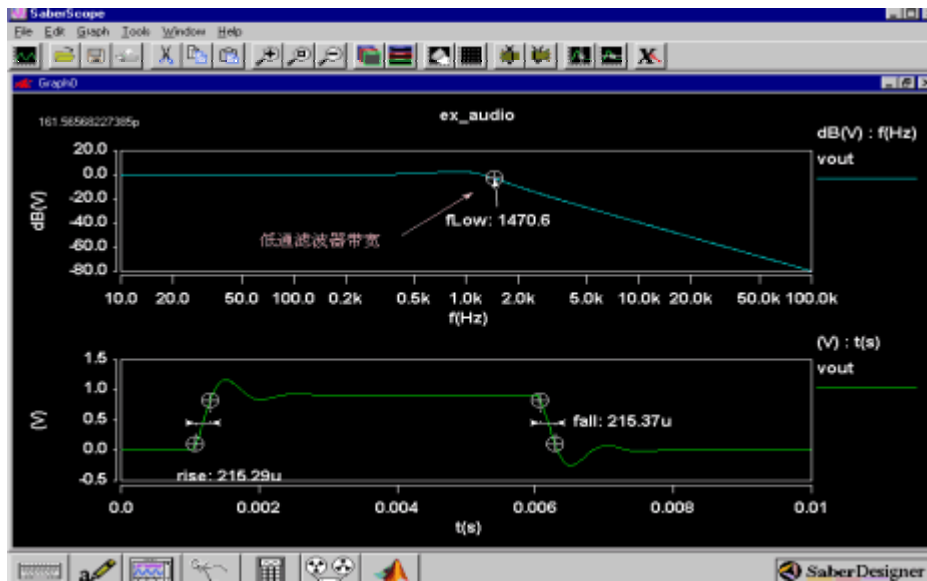 SaberScope
File Edit Graph Tools Window Help
Graph0
161.56568227385p
ex_audio
dB(V) : f(Hz)
vout
20.0
0.0
-20.0
-40.0
-60.0
-80.0
dB(V)
fLow: 1470.6
低通滤波器带宽
10.0 20.0 50.0 100.0 0.2k 0.5k 1.0k 2.0k 5.0k 10.0k 20.0k 50.0k 100.0k
f(Hz)
(V) : t(s)
vout
1.5
1.0
0.5
0.0
-0.5
(V)
fall: 215.37u
rise: 215.29u
0.0 0.002 0.004 0.006 0.008 0.01
t(s)
SaberDesigner